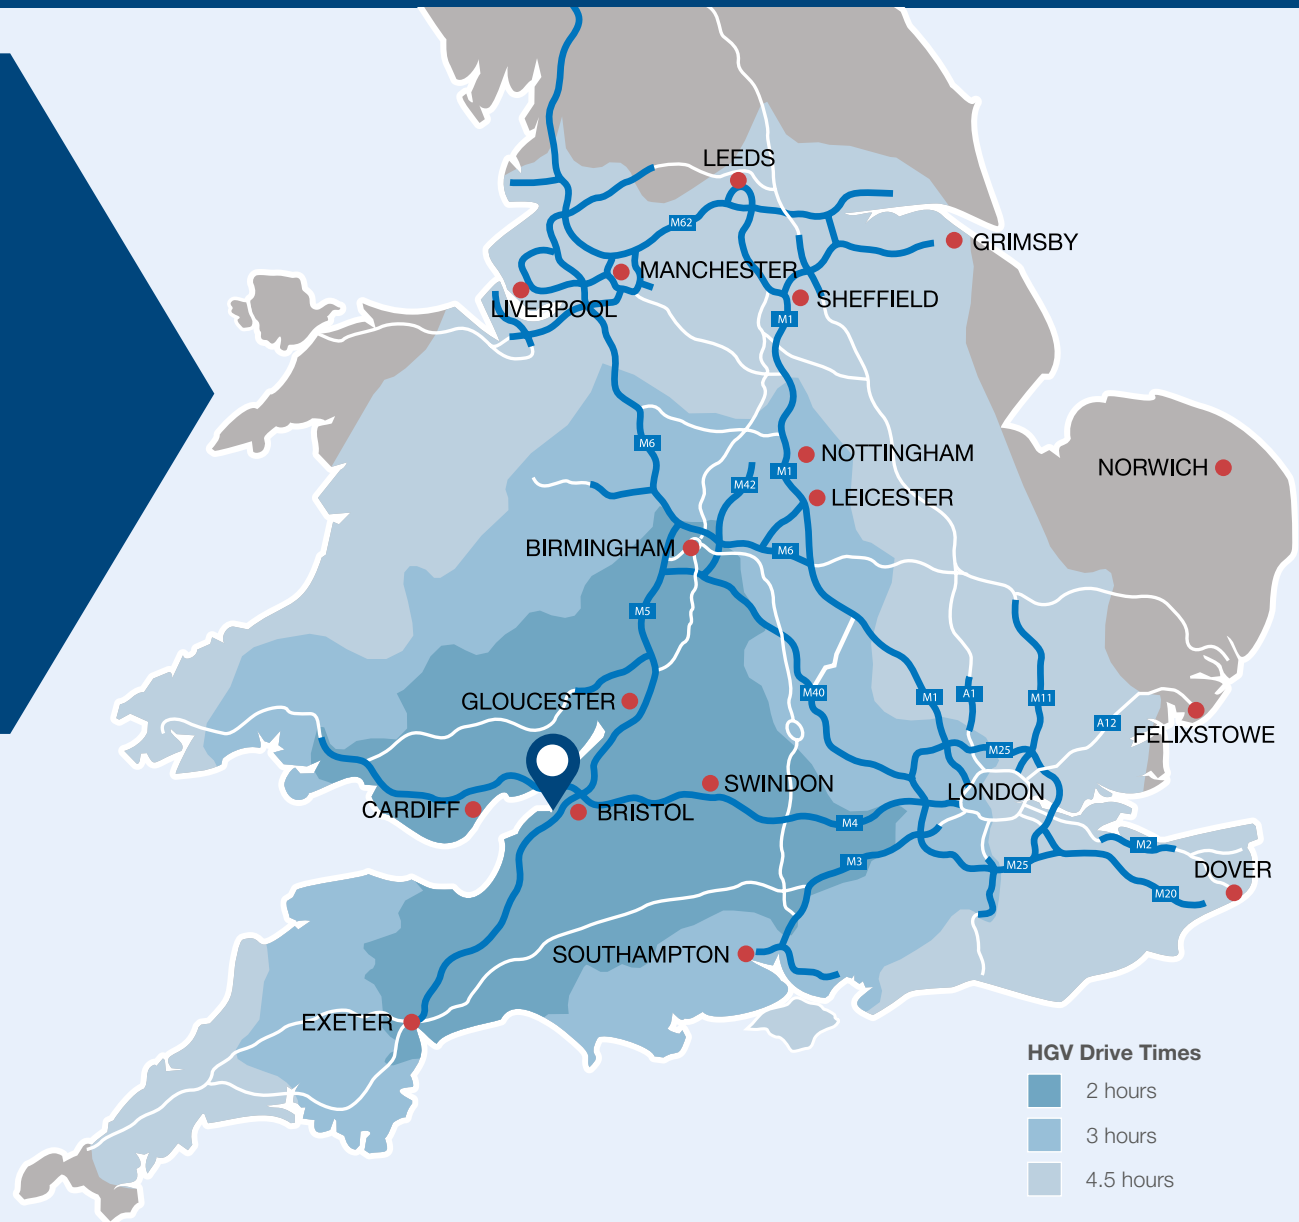 LEEDS
M62
GRIMSBY
MANCHESTER
LIVERPOOL
SHEFFIELD
M1
M6
NOTTINGHAM
NORWICH
M1
M42
LEICESTER
BIRMINGHAM
M6
M5
GLOUCESTER
M40
M1
A1
M11
A12
FELIXSTOWE
M25
SWINDON
LONDON
CARDIFF
BRISTOL
M4
M2
M3
M25
DOVER
M20
SOUTHAMPTON
EXETER
HGV Drive Times
2 hours
3 hours
4.5 hours